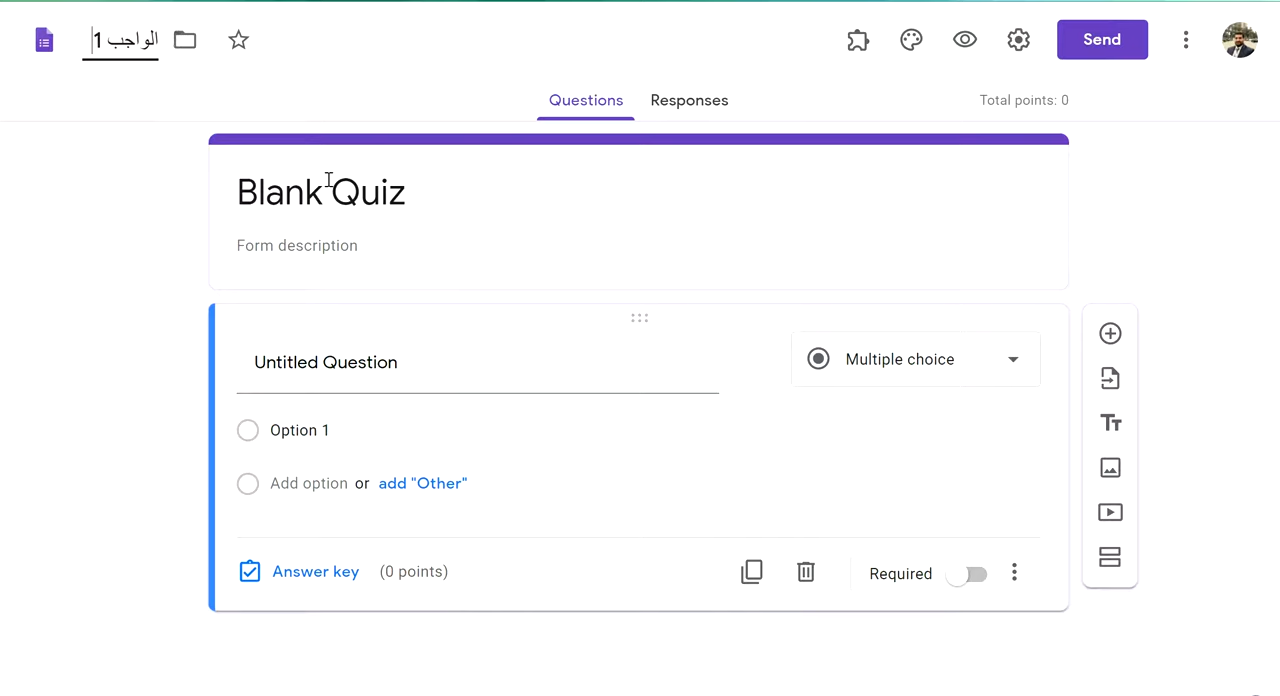 الواجب 1
Send
Questions
Responses
Total points: 0
Blank Quiz
Form description
Untitled Question
Multiple choice
Option 1
Add option or add "Other"
Answer key (0 points)
Required
Tт